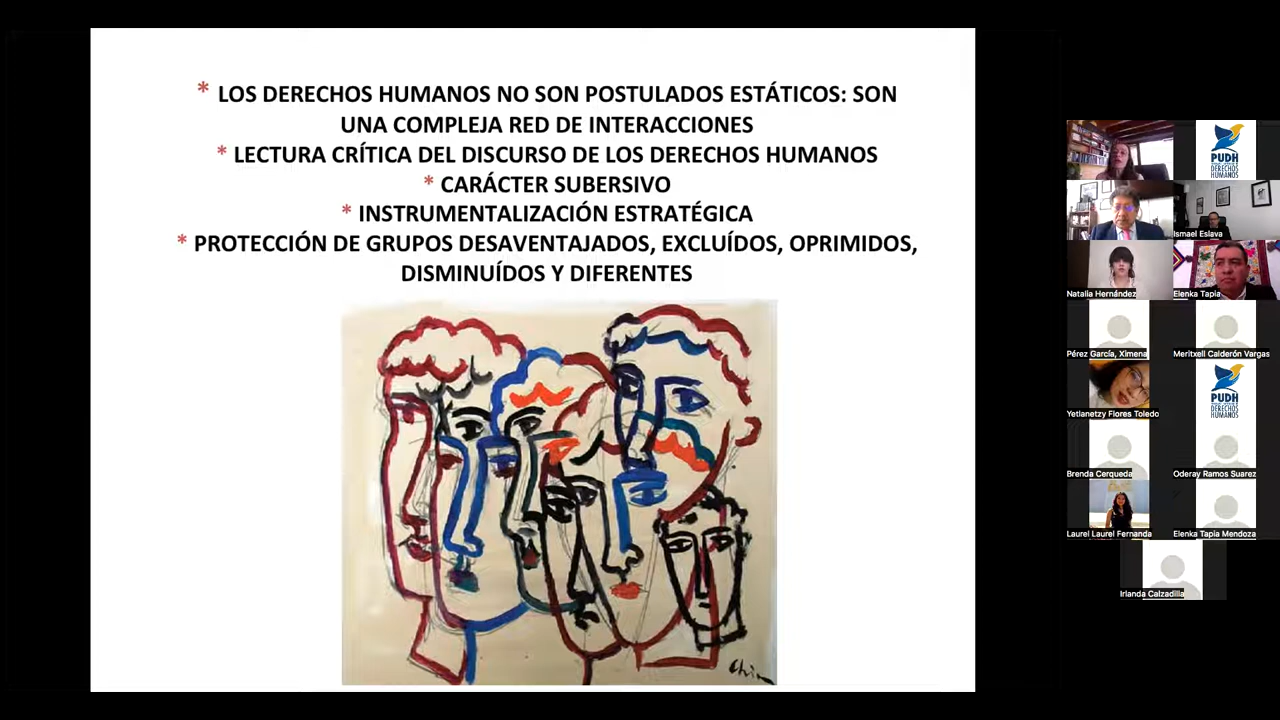 * LOS DERECHOS HUMANOS NO SON POSTULADOS ESTÁTICOS: SON
UNA COMPLEJA RED DE INTERACCIONES
* LECTURA CRÍTICA DEL DISCURSO DE LOS DERECHOS HUMANOS
* CARÁCTER SUBERSIVO
* INSTRUMENTALIZACIÓN ESTRATÉGICA
* PROTECCIÓN DE GRUPOS DESAVENTAJADOS, EXCLUÍDOS, OPRIMIDOS,
DISMINUÍDOS Y DIFERENTES
PUDH
DERECHOS
HUMANOS
Ismael Eslava
Natalia Hernández
Elenka Tapia
Pérez García, Ximena
Meritxell Calderón Vargas
Yetlanetzy Flores Toledo
PUDH
DERECHOS
HUMANOS
Brenda Cerqueda
Oderay Ramos Suarez
Laurel Laurel Fernanda
Elenka Tapia Mendoza
Irlanda Calzadilla